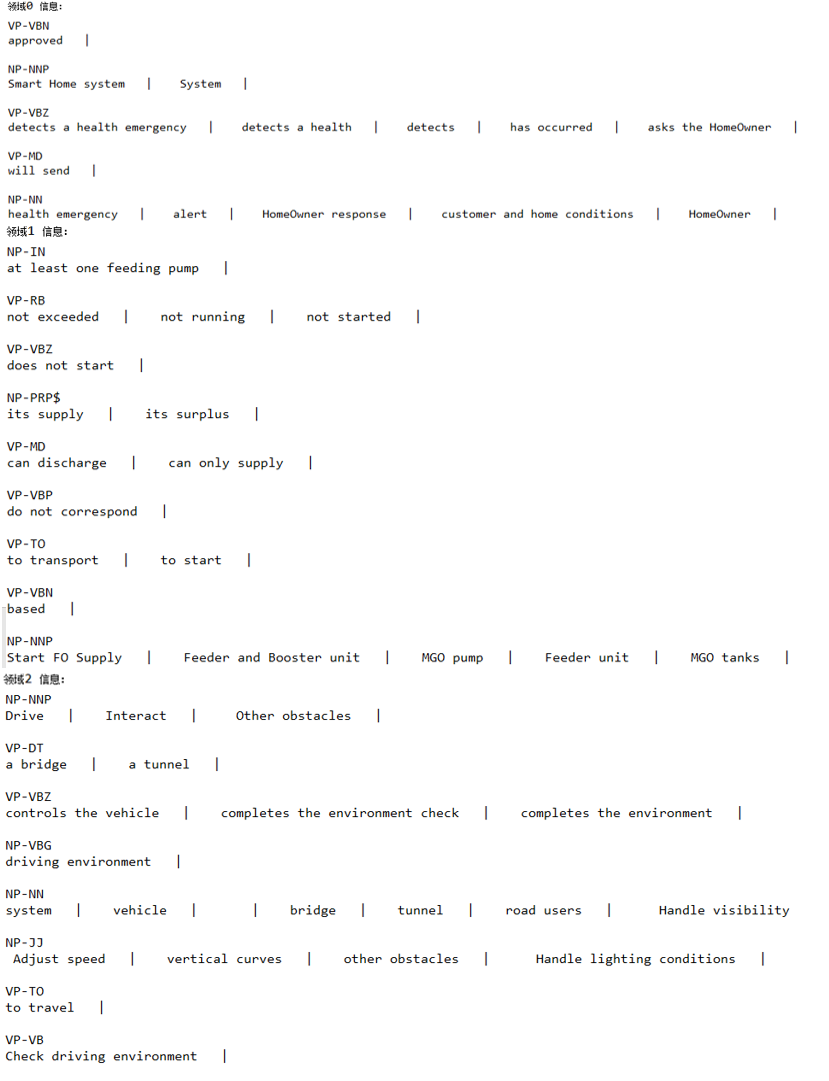 领域0 信息:
VP-VBN
approved |
NP-NNP
Smart Home system | System |
VP-VBZ
detects a health emergency | detects a health | detects | has occurred | asks the HomeOwner |
VP-MD
will send |
NP-NN
health emergency | alert | HomeOwner response | customer and home conditions | HomeOwner |
领域1 信息:
NP-IN
at least one feeding pump |
VP-RB
not exceeded | not running | not started |
VP-VBZ
does not start |
NP-PRP$
its supply | its surplus |
VP-MD
can discharge | can only supply |
VP-VBP
do not correspond |
VP-TO
to transport | to start |
VP-VBN
based |
NP-NNP
Start FO Supply | Feeder and Booster unit | MGO pump | Feeder unit | MGO tanks |
领域2 信息:
NP-NNP
Drive | Interact | Other obstacles |
VP-DT
a bridge | a tunnel |
VP-VBZ
controls the vehicle | completes the environment check | completes the environment |
NP-VBG
driving environment |
NP-NN
system | vehicle | | bridge | tunnel | road users | Handle visibility
NP-JJ
Adjust speed | vertical curves | other obstacles | Handle lighting conditions |
VP-TO
to travel |
VP-VB
Check driving environment |